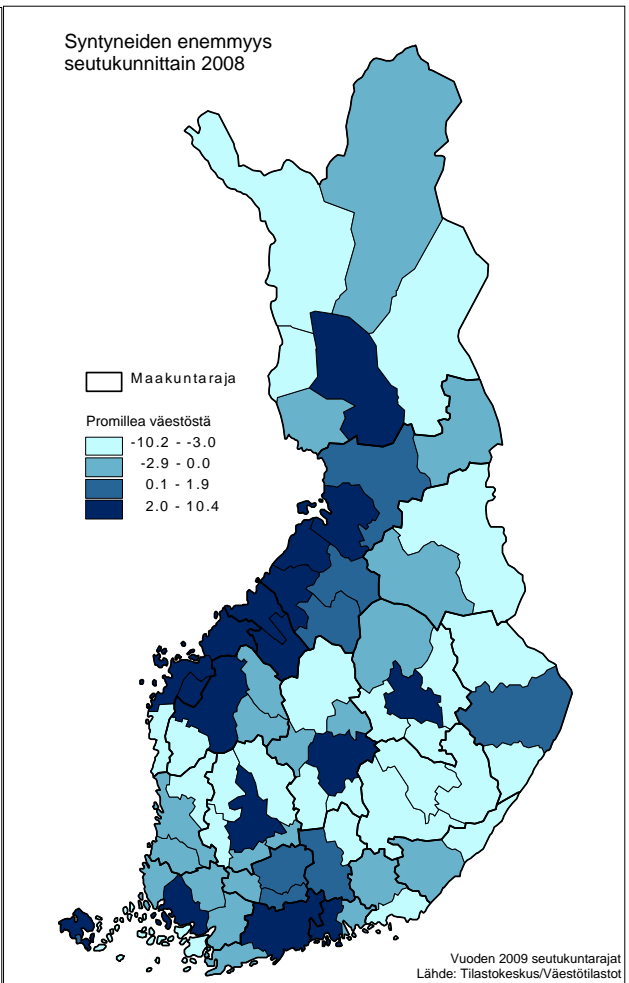 Syntyneiden enemmyys
seutukunnittain 2008
Maakuntaraja
Promillea väestöstä
-10.2 - -3.0
-2.9 - 0.0
0.1 - 1.9
2.0 - 10.4
Vuoden 2009 seutukuntarajat
Lähde: Tilastokeskus/Väestötilastot